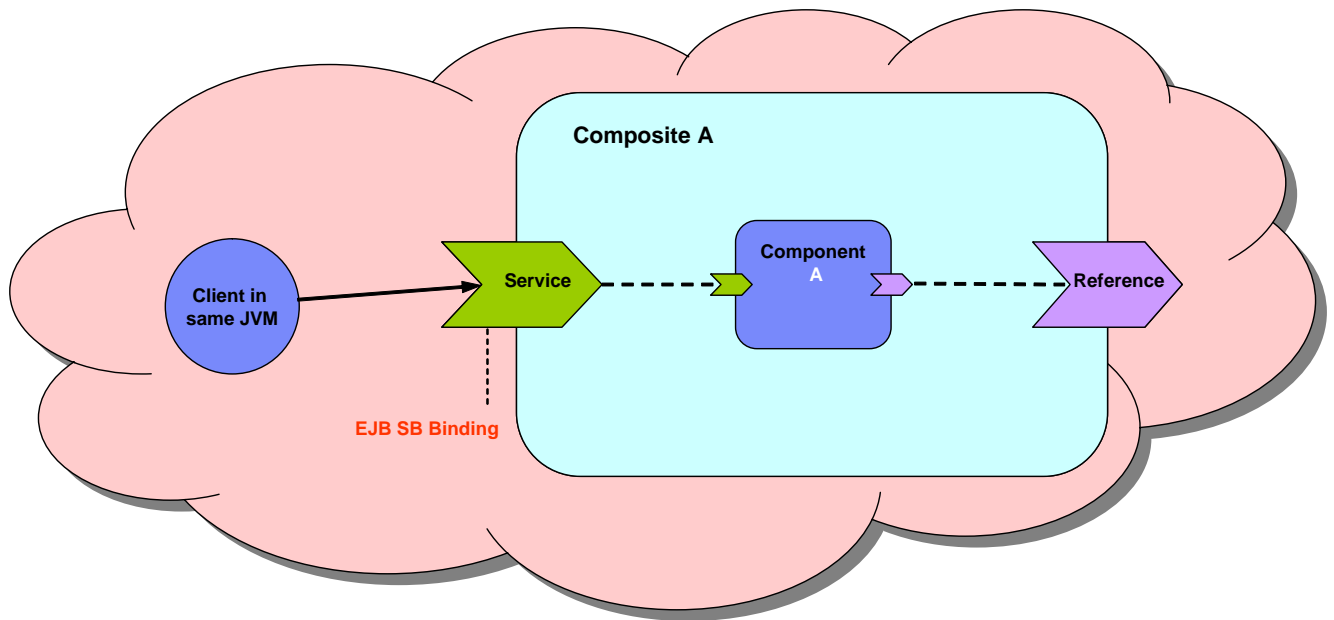 Composite A
Component
A
Client in
same JVM
Service
Reference
EJB SB Binding